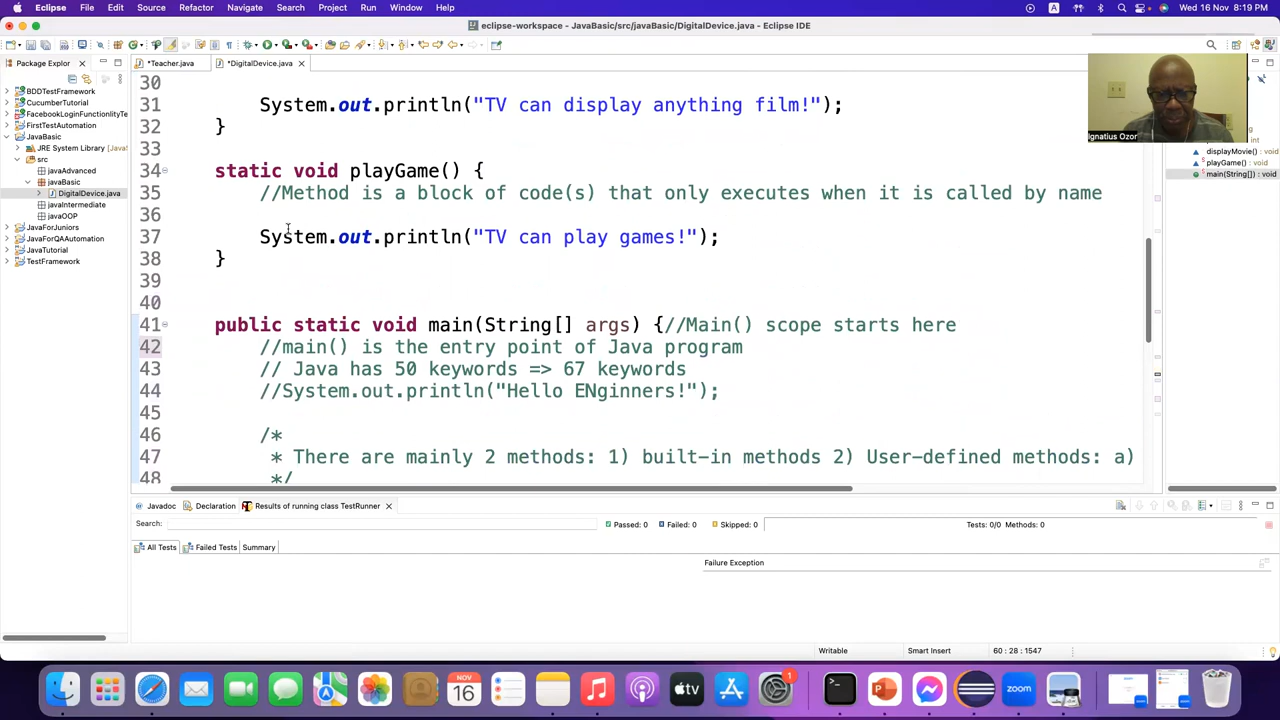 Eclipse File Edit Navigate Search Project Run Window Help A Wed 16 Nov 8:19 PM
eclipse-workspace - JavaBasic/src/javaBasic/DigitalDevice.java - Eclipse IDE
Package Explor
*Teacher.java
*DigitalDevice.java
BDDTestFramework
CucumberTutorial
FacebookLoginFunctionlityTe
FirstTestAutomation
JavaBasic
JRE System Library [Java
src
javaAdvanced
javaBasic
DigitalDevice.java
javaIntermediate
javaOOP
JavaForJuniors
JavaForQAAutomation
JavaTutorial
TestFramework
30
31 System.out.println("TV can display anything film!");
32 }
33
34 static void playGame() {
35 //Method is a block of code(s) that only executes when it is called by name
36
37 System.out.println("TV can play games!");
38 }
39
40
41 public static void main(String[] args) {//Main() scope starts here
42 //main() is the entry point of Java program
43 // Java has 50 keywords => 67 keywords
44 //System.out.println("Hello ENginners!");
45
46 /*
47 * There are mainly 2 methods: 1) built-in methods 2) User-defined methods: a)
48 */
Ignatius Ozor
displayMovie() : void
playGame() : void
main(String[]) : void
Javadoc Declaration Results of running class TestRunner
Search: Passed: 0 Failed: 0 Skipped: 0 Tests: 0/0 Methods: 0
All Tests Failed Tests Summary
Failure Exception
Writable Smart Insert 60 : 28 : 1547
NOV
16
tv
1
zoom